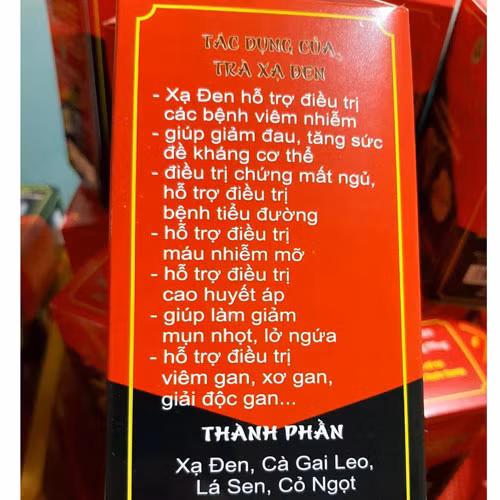 TÁC DỤNG CỦA
TRÀ XẠ ĐEN
- Xạ Đen hỗ trợ điều trị
các bệnh viêm nhiễm
- giúp giảm đau, tăng sức
đề kháng cơ thể
- điều trị chứng mất ngủ,
hỗ trợ điều trị
bệnh tiểu đường
- hỗ trợ điều trị
máu nhiễm mỡ
- hỗ trợ điều trị
cao huyết áp
- giúp làm giảm
mụn nhọt, lở ngứa
- hỗ trợ điều trị
viêm gan, xơ gan,
giải độc gan...
THÀNH PHẦN
Xạ Đen, Cà Gai Leo,
Lá Sen, Cỏ Ngọt